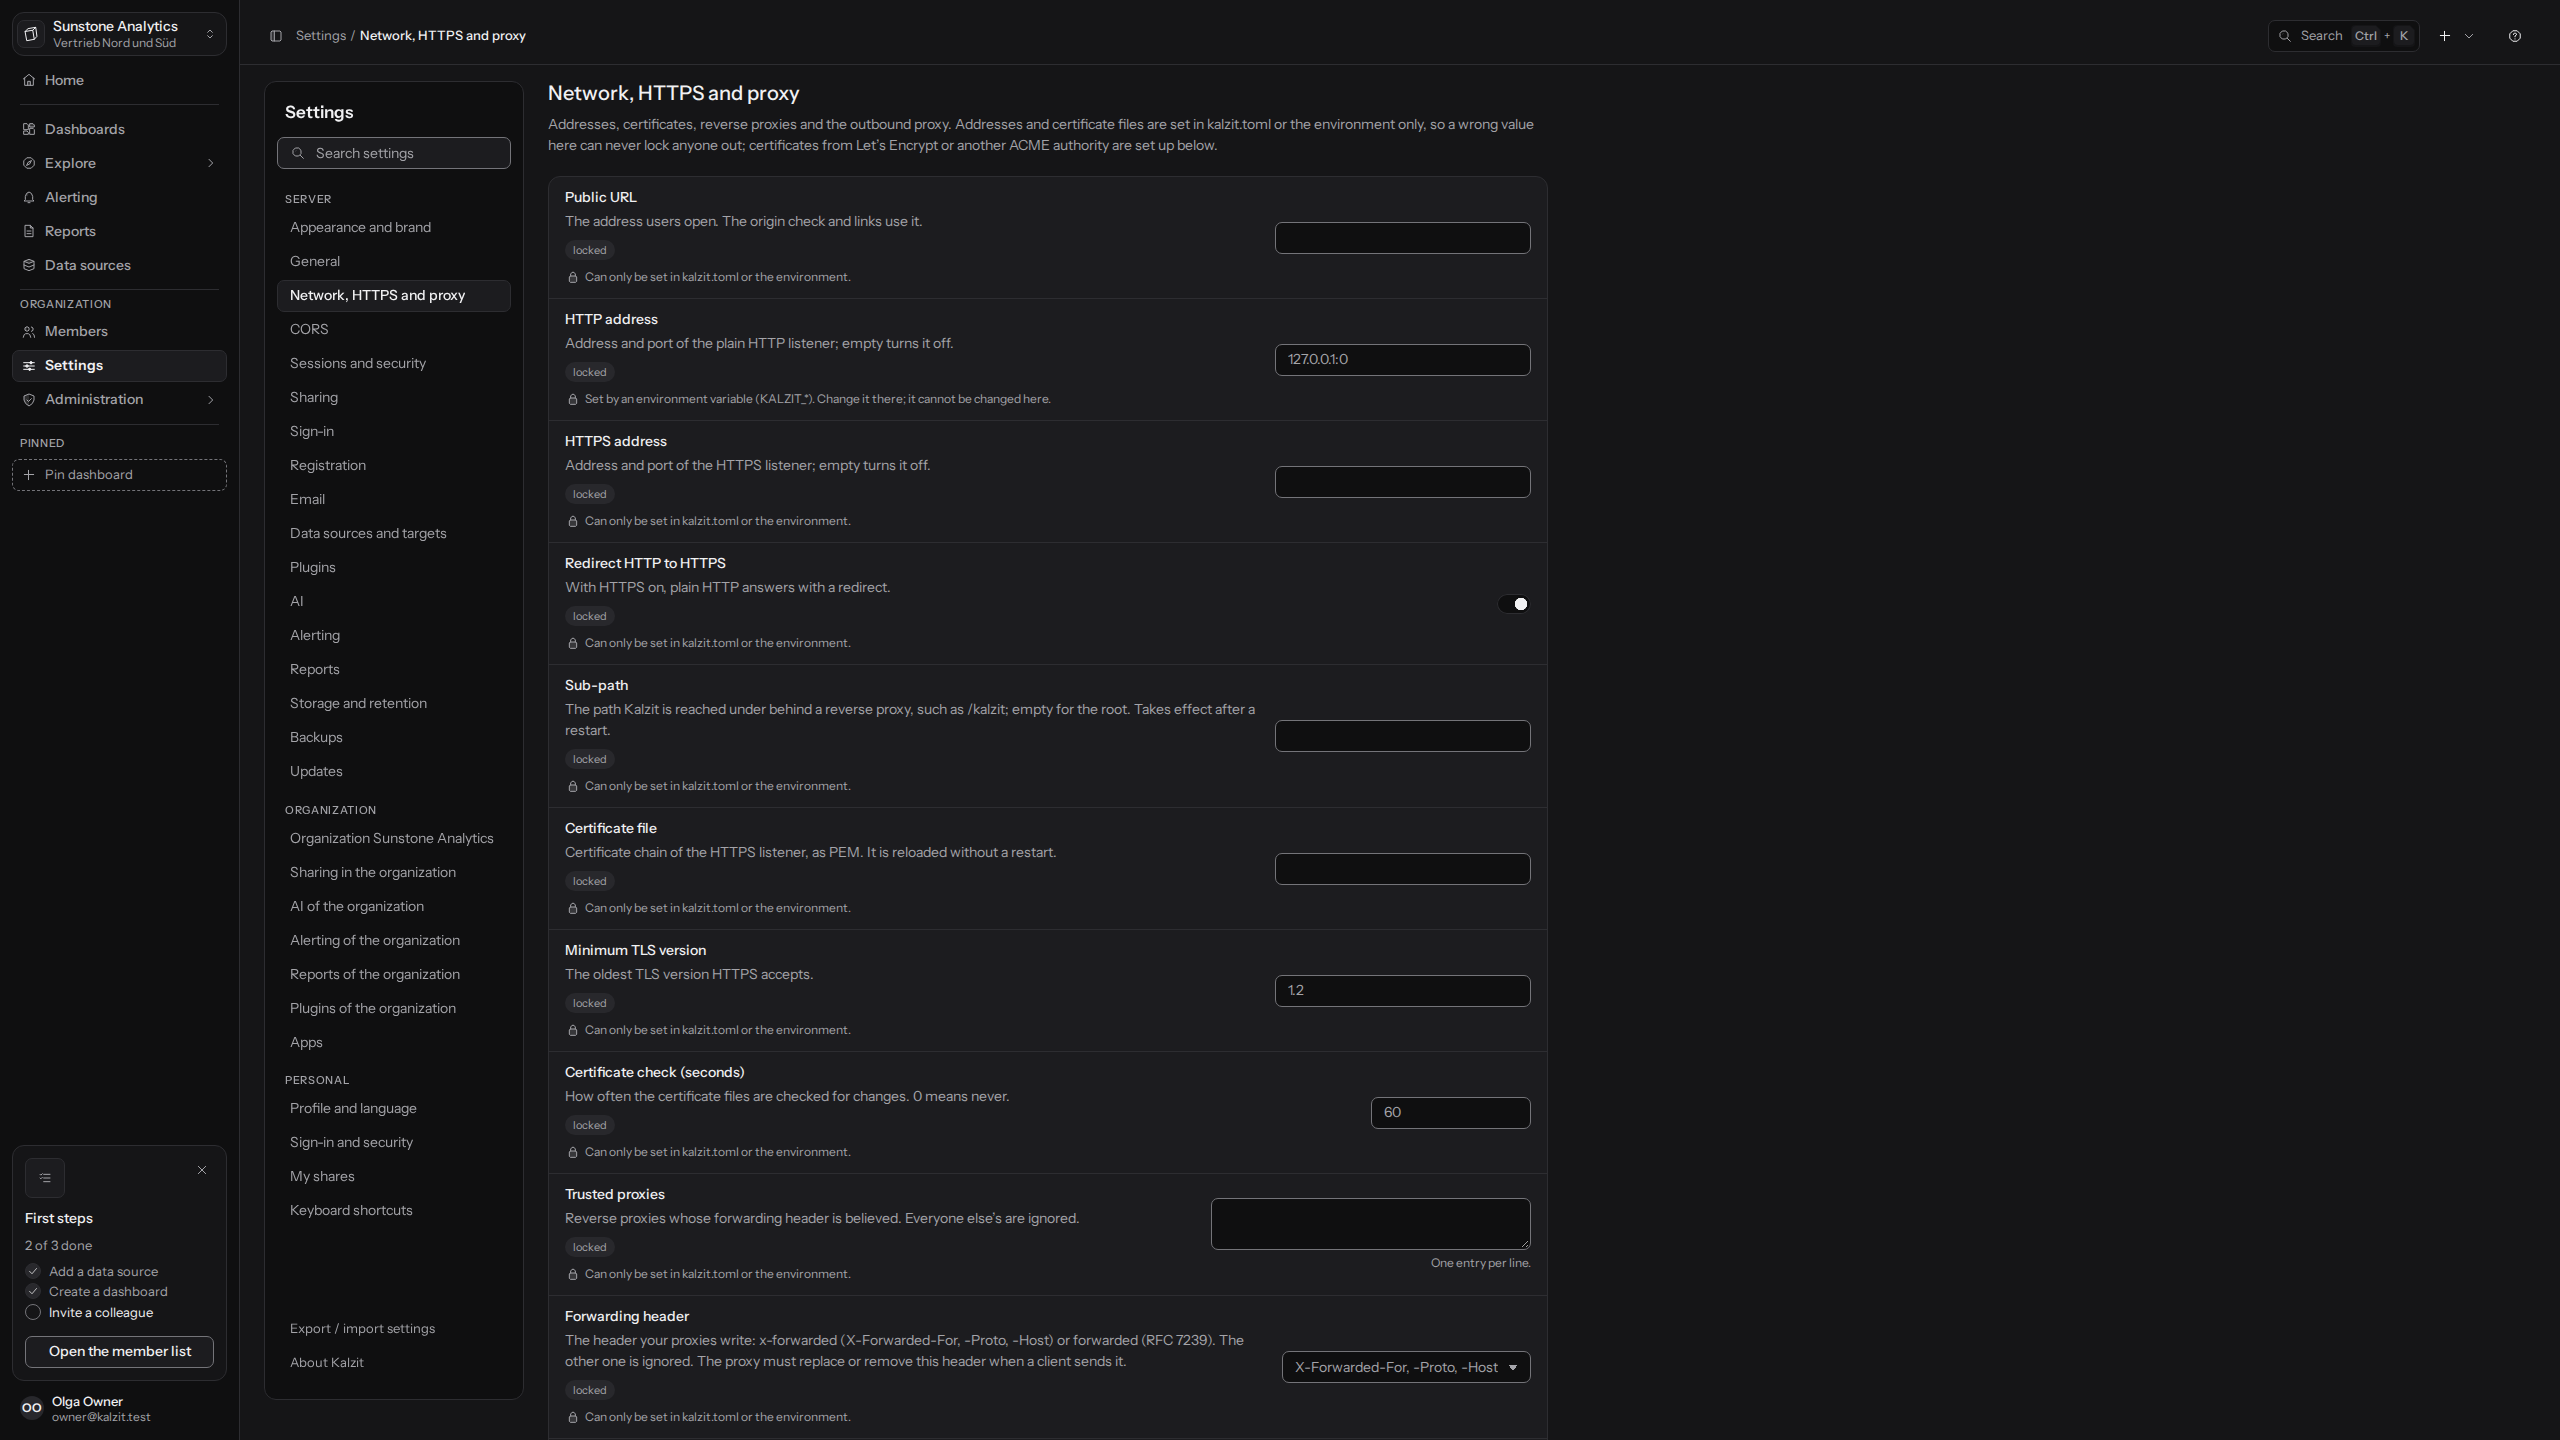 Sunstone Analytics
Vertrieb Nord und Süd
Home
Dashboards
Explore
Alerting
Reports
Data sources
ORGANIZATION
Members
Settings
Administration
PINNED
Pin dashboard
First steps
2 of 3 done
Add a data source
Create a dashboard
Invite a colleague
Open the member list
OO
Olga Owner
owner@kalzit.test
Settings / Network, HTTPS and proxy
Search Ctrl + K
Settings
Search settings
SERVER
Appearance and brand
General
Network, HTTPS and proxy
CORS
Sessions and security
Sharing
Sign-in
Registration
Email
Data sources and targets
Plugins
AI
Alerting
Reports
Storage and retention
Backups
Updates
ORGANIZATION
Organization Sunstone Analytics
Sharing in the organization
AI of the organization
Alerting of the organization
Reports of the organization
Plugins of the organization
Apps
PERSONAL
Profile and language
Sign-in and security
My shares
Keyboard shortcuts
Export / import settings
About Kalzit
Network, HTTPS and proxy
Addresses, certificates, reverse proxies and the outbound proxy. Addresses and certificate files are set in kalzit.toml or the environment only, so a wrong value
here can never lock anyone out; certificates from Let's Encrypt or another ACME authority are set up below.
Public URL
The address users open. The origin check and links use it.
locked
Can only be set in kalzit.toml or the environment.
HTTP address
Address and port of the plain HTTP listener; empty turns it off.
127.0.0.1:0
locked
Set by an environment variable (KALZIT_*). Change it there; it cannot be changed here.
HTTPS address
Address and port of the HTTPS listener; empty turns it off.
locked
Can only be set in kalzit.toml or the environment.
Redirect HTTP to HTTPS
With HTTPS on, plain HTTP answers with a redirect.
locked
Can only be set in kalzit.toml or the environment.
Sub-path
The path Kalzit is reached under behind a reverse proxy, such as /kalzit; empty for the root. Takes effect after a
restart.
locked
Can only be set in kalzit.toml or the environment.
Certificate file
Certificate chain of the HTTPS listener, as PEM. It is reloaded without a restart.
locked
Can only be set in kalzit.toml or the environment.
Minimum TLS version
The oldest TLS version HTTPS accepts.
1.2
locked
Can only be set in kalzit.toml or the environment.
Certificate check (seconds)
How often the certificate files are checked for changes. 0 means never.
60
locked
Can only be set in kalzit.toml or the environment.
Trusted proxies
Reverse proxies whose forwarding header is believed. Everyone else's are ignored.
locked
One entry per line.
Can only be set in kalzit.toml or the environment.
Forwarding header
The header your proxies write: x-forwarded (X-Forwarded-For, -Proto, -Host) or forwarded (RFC 7239). The
other one is ignored. The proxy must replace or remove this header when a client sends it.
X-Forwarded-For, -Proto, -Host
locked
Can only be set in kalzit.toml or the environment.